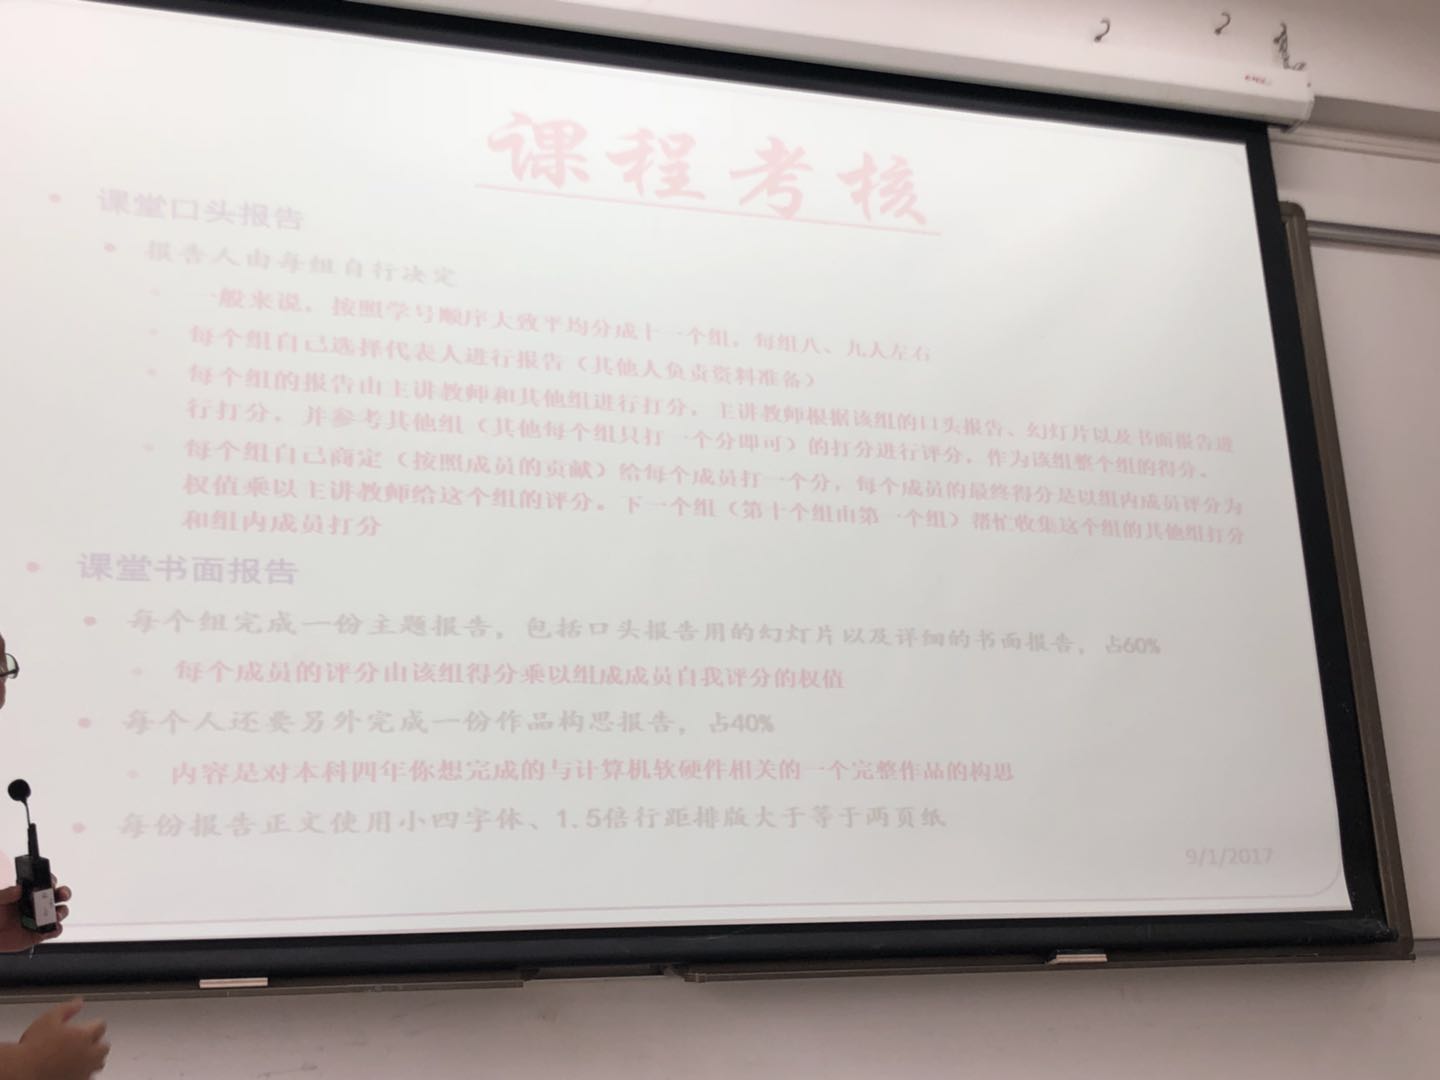 课程考核
• 课堂口头报告
• 报告人由每组自行决定
• 一般来说，按照学号顺序大致平均分成十一个组，每组八、九人左右
• 每个组自己选择代表人进行报告（其他人负责资料准备）
• 每个组的报告由主讲教师和其他组进行打分，主讲教师根据该组的口头报告、幻灯片以及书面报告进
行打分，并参考其他组（其他每个组只打一个分即可）的打分进行评分，作为该组整个组的得分。
• 每个组自己商定（按照成员的贡献）给每个成员打一个分，每个成员的最终得分是以组内成员评分为
权值乘以主讲教师给这个组的评分。下一个组（第十个组由第一个组）帮忙收集这个组的其他组打分
和组内成员打分
• 课堂书面报告
• 每个组完成一份主题报告，包括口头报告用的幻灯片以及详细的书面报告，占60%
• 每个成员的评分由该组得分乘以组成成员自我评分的权值
• 每个人还要另外完成一份作品构思报告，占40%
• 内容是对本科四年你想完成的与计算机软硬件相关的一个完整作品的构思
• 每份报告正文使用小四字体、1.5倍行距排版大于等于两页纸
9/1/2017